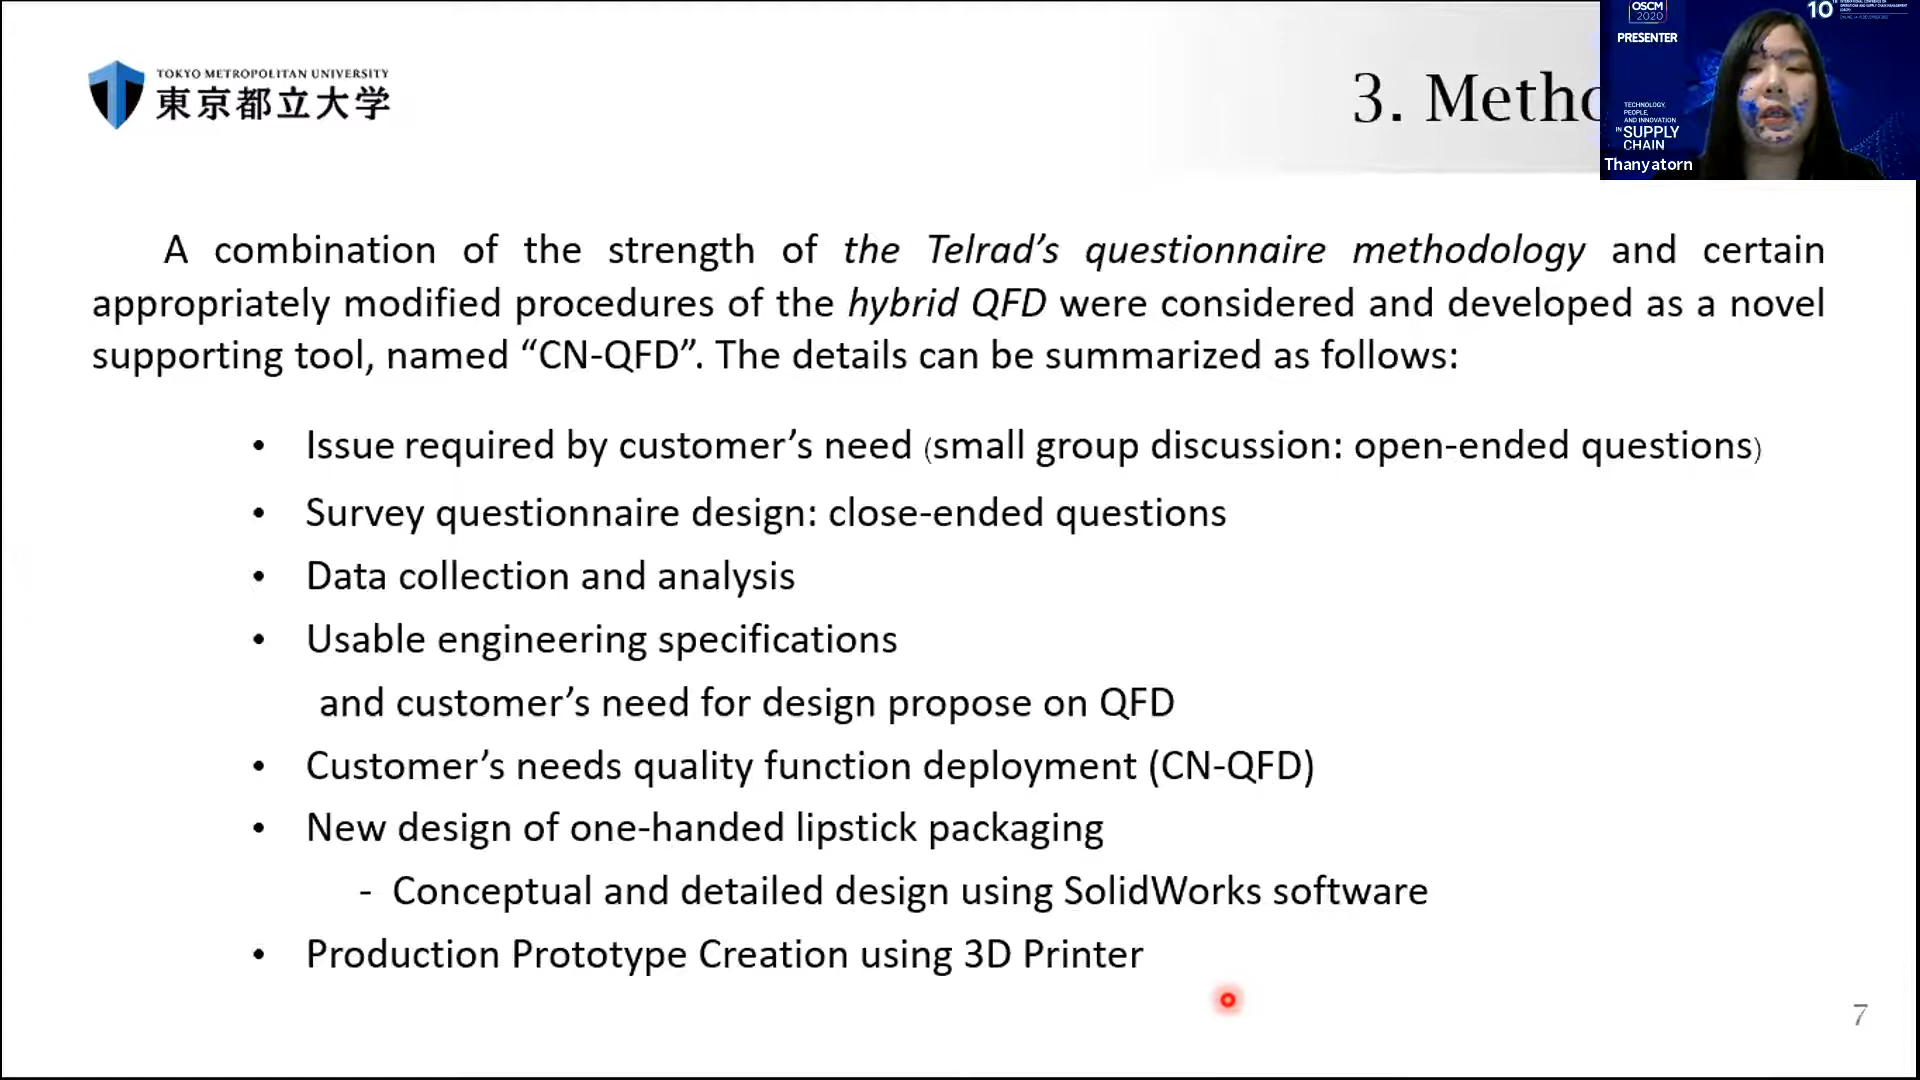 TOKYO METROPOLITAN UNIVERSITY
東京都立大学
3. Metho
OSCM
2020
PRESENTER
10
TECHNOLOGY,
PEOPLE,
AND INNOVATION
IN SUPPLY
CHAIN
Thanyatorn
A combination of the strength of the Telrad’s questionnaire methodology and certain
appropriately modified procedures of the hybrid QFD were considered and developed as a novel
supporting tool, named “CN-QFD”. The details can be summarized as follows:
• Issue required by customer’s need (small group discussion: open-ended questions)
• Survey questionnaire design: close-ended questions
• Data collection and analysis
• Usable engineering specifications
and customer’s need for design propose on QFD
• Customer’s needs quality function deployment (CN-QFD)
• New design of one-handed lipstick packaging
- Conceptual and detailed design using SolidWorks software
• Production Prototype Creation using 3D Printer
7